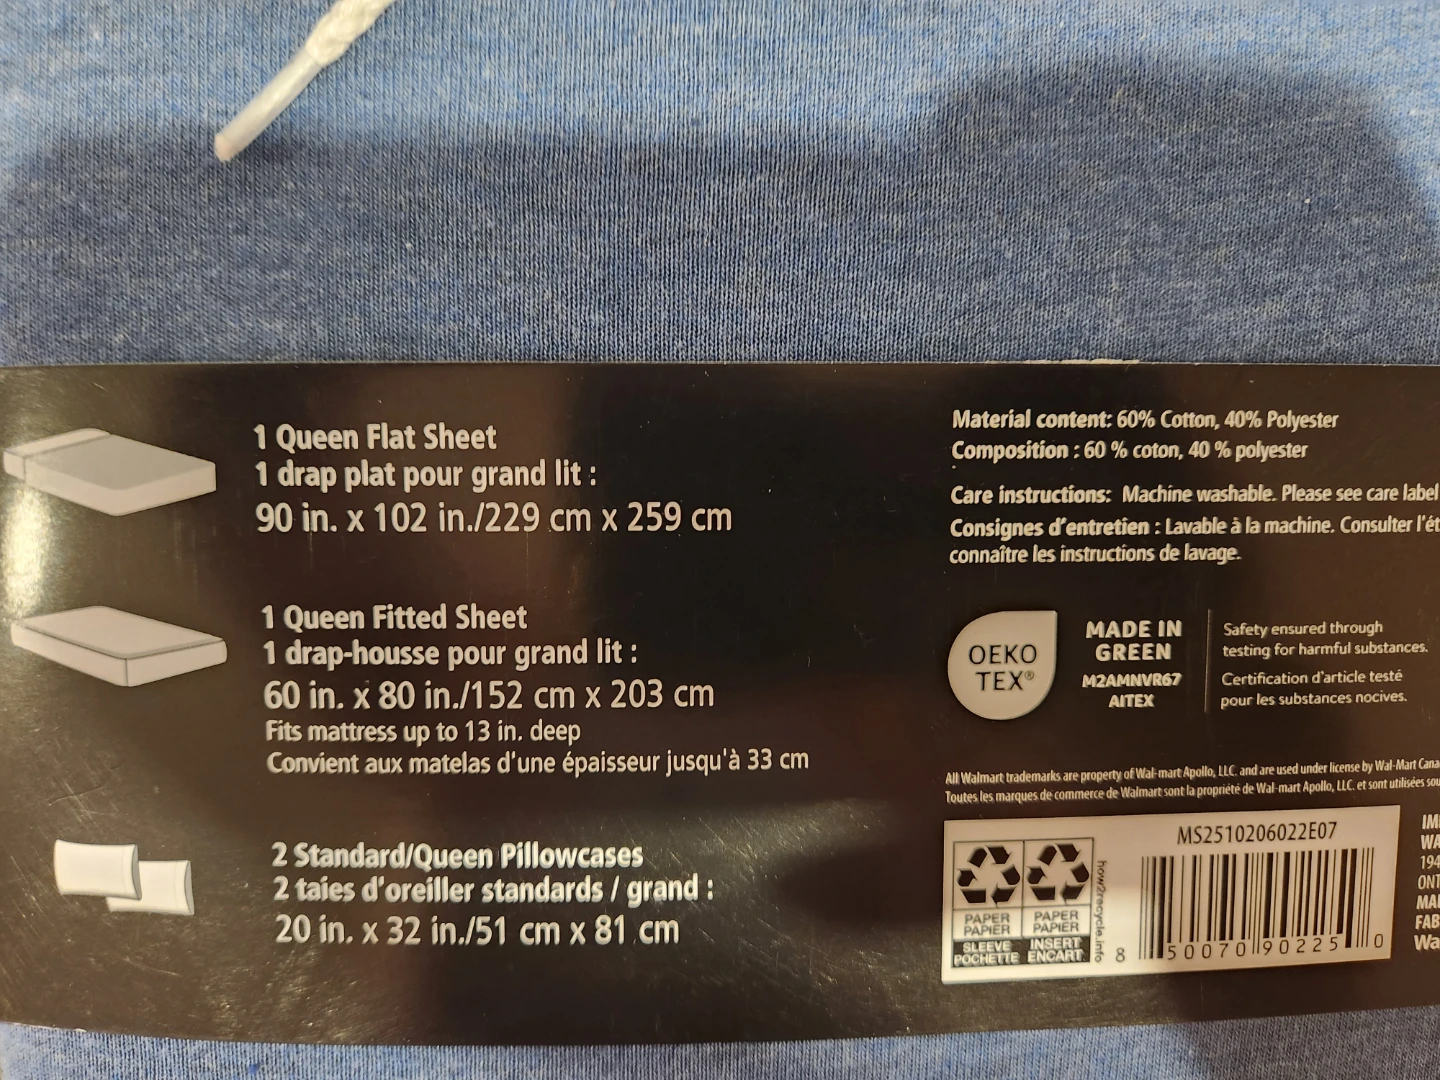 1 Queen Flat Sheet
1 drap plat pour grand lit :
90 in. x 102 in./229 cm x 259 cm
1 Queen Fitted Sheet
1 drap-housse pour grand lit :
60 in. x 80 in./152 cm x 203 cm
Fits mattress up to 13 in. deep
Convient aux matelas d'une épaisseur jusqu'à 33 cm
2 Standard/Queen Pillowcases
2 taies d'oreiller standards / grand :
20 in. x 32 in./51 cm x 81 cm
Material content: 60% Cotton, 40% Polyester
Composition : 60 % coton, 40 % polyester
Care instructions: Machine washable. Please see care label
Consignes d'entretien : Lavable à la machine. Consulter l'ét
connaître les instructions de lavage.
OEKO
TEX®
MADE IN
GREEN
M2AMNVR67
AITEX
Safety ensured through
testing for harmful substances.
Certification d'article testé
pour les substances nocives.
All Walmart trademarks are property of Wal-mart Apollo, LLC. and are used under license by Wal-Mart Cana
Toutes les marques de commerce de Walmart sont la propriété de Wal-mart Apollo, LLC. et sont utilisées sou
PAPER
PAPIER
SLEEVE
POCHETTE
PAPER
PAPIER
INSERT
ENCART
how2recycle.info
MS2510206022E07
8 50070 90225 0
IM
WA
194
ONT
MA
FAB
Wa